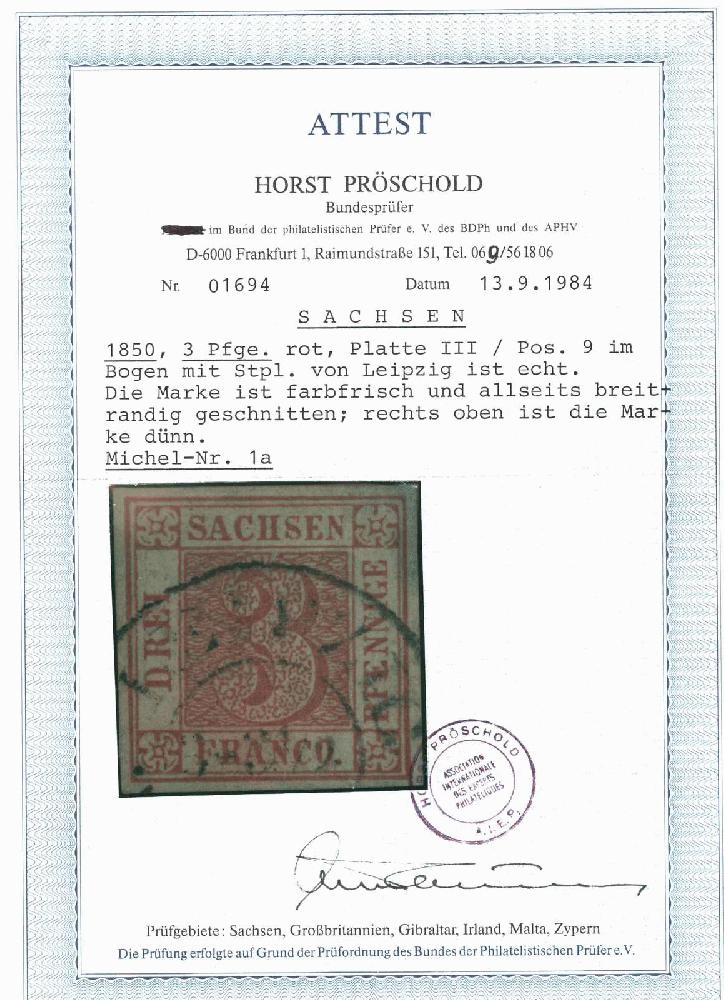 ATTEST
HORST PRÖSCHOLD
Bundesprüfer
im Bund der philatelistischen Prüfer e. V. des BDPh und des APHV
D-6000 Frankfurt 1, Raimundstraße 151, Tel. 069/561806
Nr. 01694 Datum 13.9.1984
SACHSEN
1850, 3 Pfge. rot, Platte III / Pos. 9 im
Bogen mit Stpl. von Leipzig ist echt.
Die Marke ist farbfrisch und allseits breit-
randig geschnitten; rechts oben ist die Mar-
ke dünn.
Michel-Nr. 1a
SACHSEN
DREI
3
PFENNIGE
FRANCO.
HORST PRÖSCHOLD
ASSOCIATION
INTERNATIONALE
DES EXPERTS
PHILATELIQUES
A.I.E.P.
Prüfgebiete: Sachsen, Großbritannien, Gibraltar, Irland, Malta, Zypern
Die Prüfung erfolgte auf Grund der Prüfordnung des Bundes der Philatelistischen Prüfer e.V.